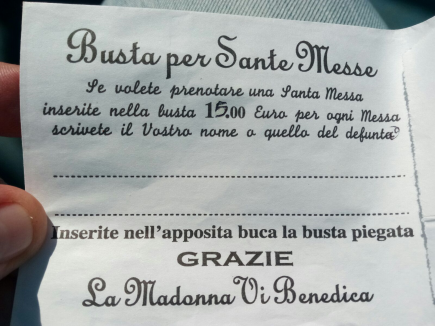 Busta per Sante Messe
Se volete prenotare una Santa Messa
inserite nella busta 15.00 Euro per ogni Messa
scrivete il Vostro nome o quello del defunto
Inserite nell'apposita buca la busta piegata
GRAZIE
La Madonna Vi Benedica